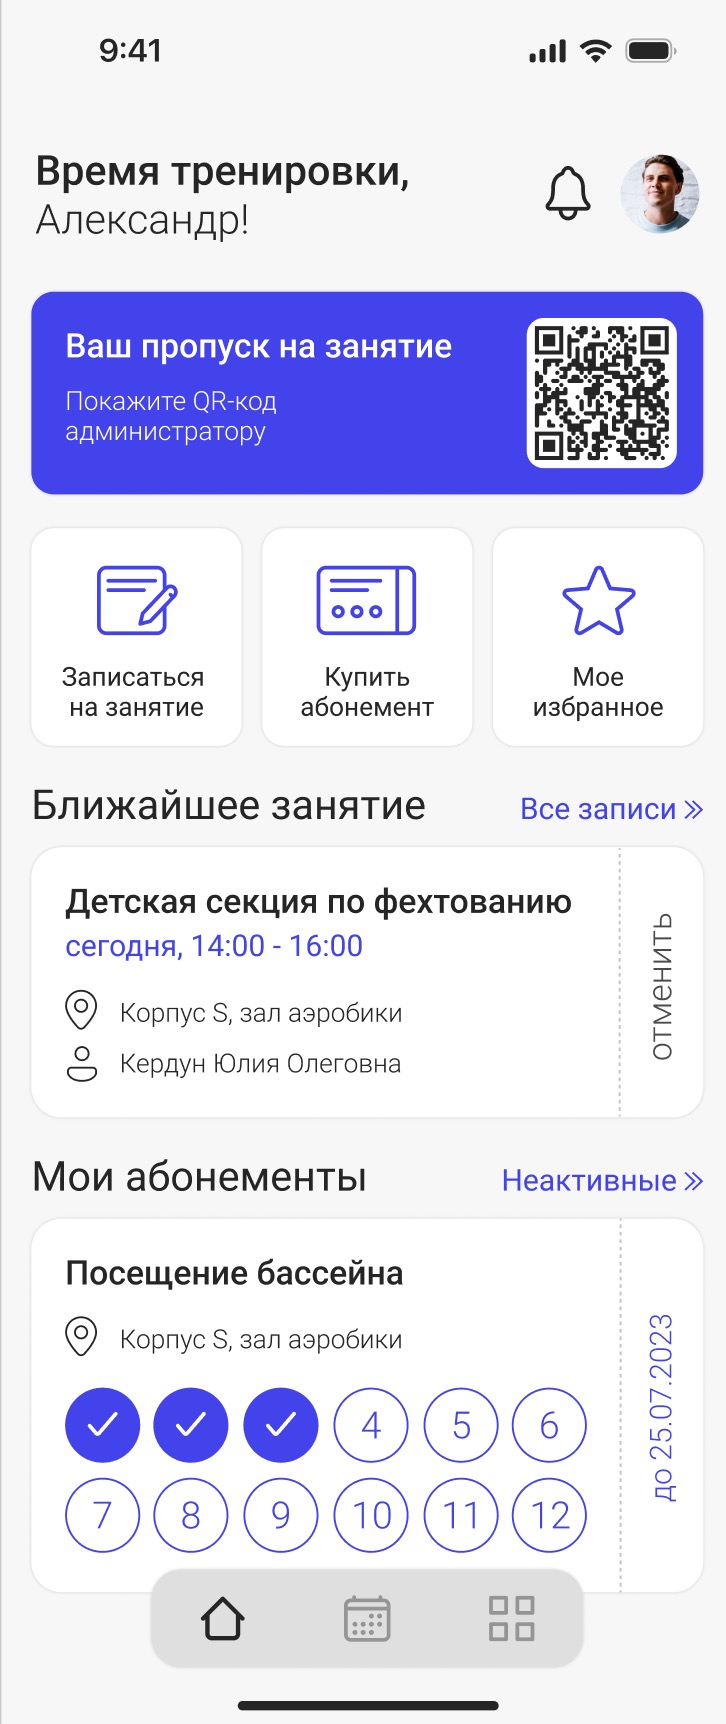 9:41
Время тренировки,
Александр!
Ваш пропуск на занятие
Покажите QR-код
администратору
Записаться
на занятие
Купить
абонемент
Мое
избранное
Ближайшее занятие
Все записи
Детская секция по фехтованию
сегодня, 14:00 - 16:00
Корпус S, зал аэробики
Кердун Юлия Олеговна
отменить
Мои абонементы
Неактивные
Посещение бассейна
Корпус S, зал аэробики
4 5 6
7 8 9 10 11 12
до 25.07.2023